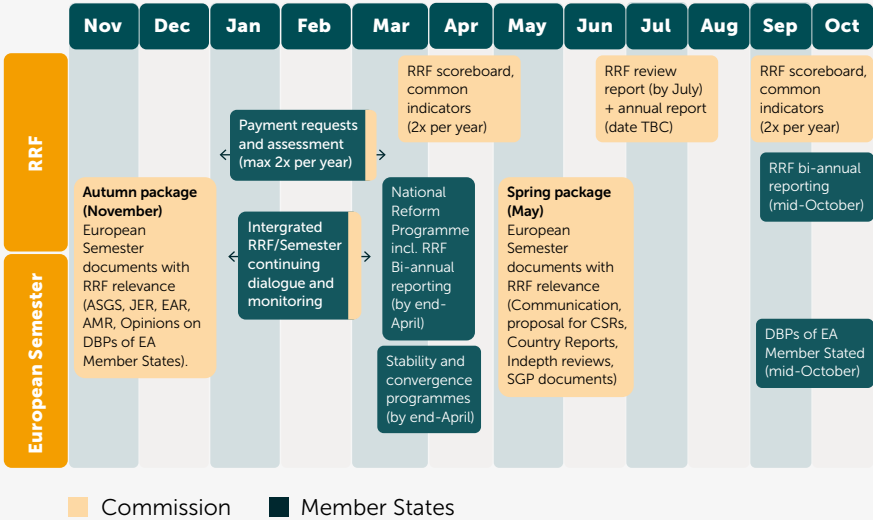 Nov Dec Jan Feb Mar Apr May Jun Jul Aug Sep Oct
RRF
European Semester
RRF scoreboard,
common
indicators
(2x per year)
RRF review
report (by July)
+ annual report
(date TBC)
RRF scoreboard,
common
indicators
(2x per year)
Payment requests
and assessment
(max 2x per year)
RRF bi-annual
reporting
(mid-October)
Autumn package
(November)
European
Semester
documents with
RRF relevance
(ASGS, JER, EAR,
AMR, Opinions on
DBPs of EA
Member States).
Intergrated
RRF/Semester
continuing
dialogue and
monitoring
National
Reform
Programme
incl. RRF
Bi-annual
reporting
(by end-
April)
Spring package
(May)
European
Semester
documents with
RRF relevance
(Communication,
proposal for CSRs,
Country Reports,
Indepth reviews,
SGP documents)
Stability and
convergence
programmes
(by end-April)
DBPs of EA
Member Stated
(mid-October)
Commission
Member States